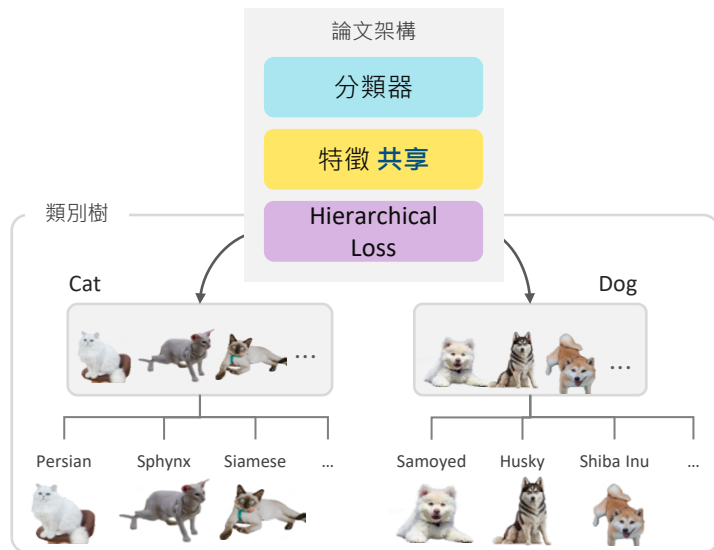 論文架構
分類器
特徵 共享
Hierarchical
Loss
類別樹
Cat
Dog
...
...
Persian
Sphynx
Siamese
...
Samoyed
Husky
Shiba Inu
...